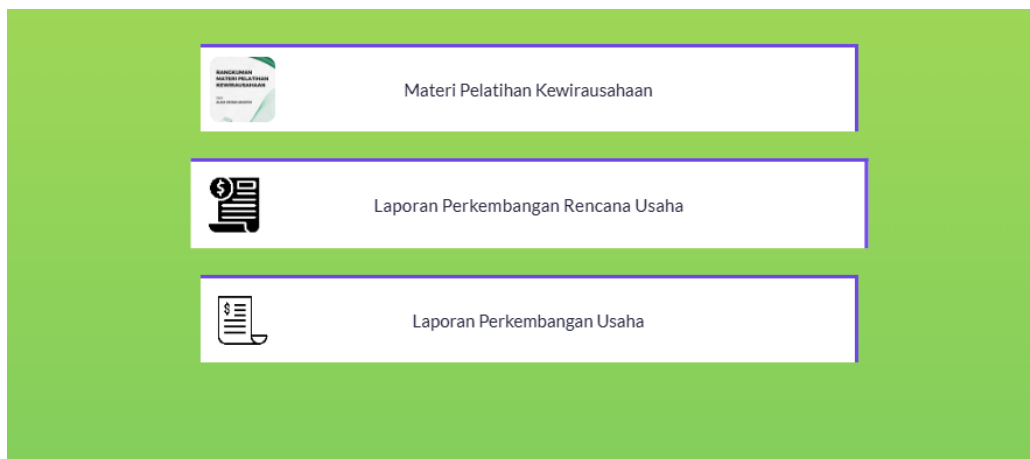 RANGKUMAN
MATERI PELATIHAN
KEWIRAUSAHAAN
Materi Pelatihan Kewirausahaan
$
Laporan Perkembangan Rencana Usaha
$
Laporan Perkembangan Usaha